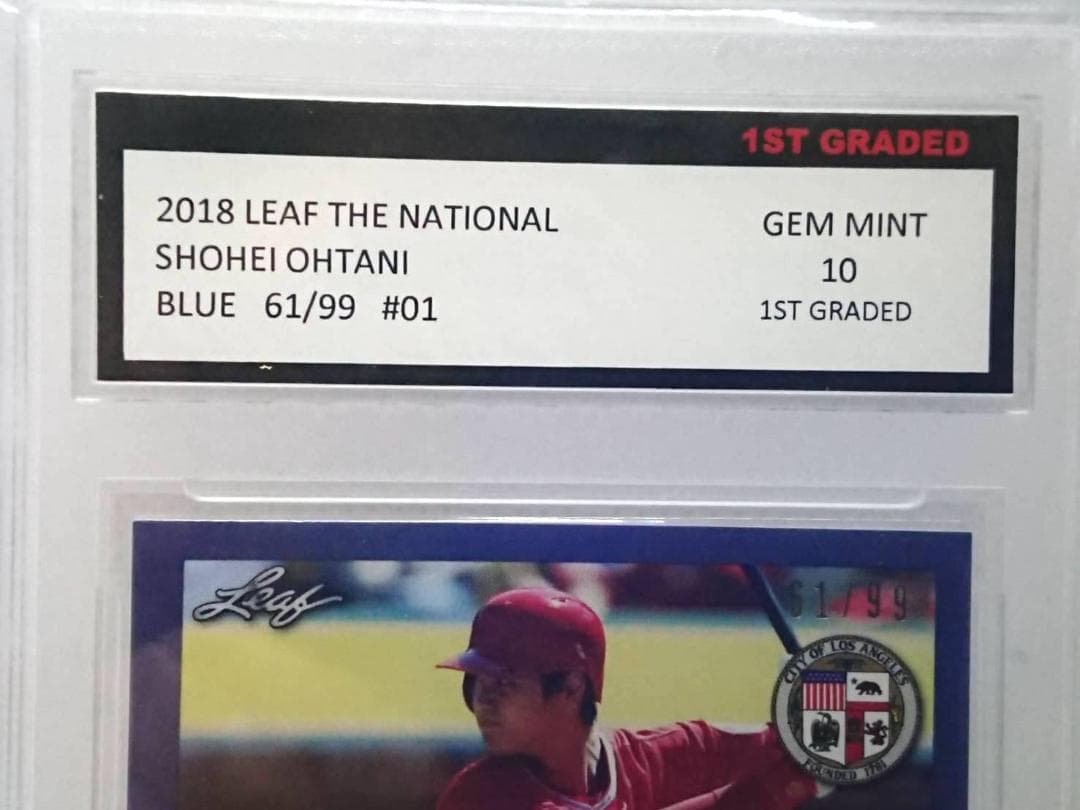 1ST GRADED
2018 LEAF THE NATIONAL
SHOHEI OHTANI
BLUE 61/99 #01
GEM MINT
10
1ST GRADED
Leaf
61/99
CITY OF LOS ANGELES
FOUNDED 1781